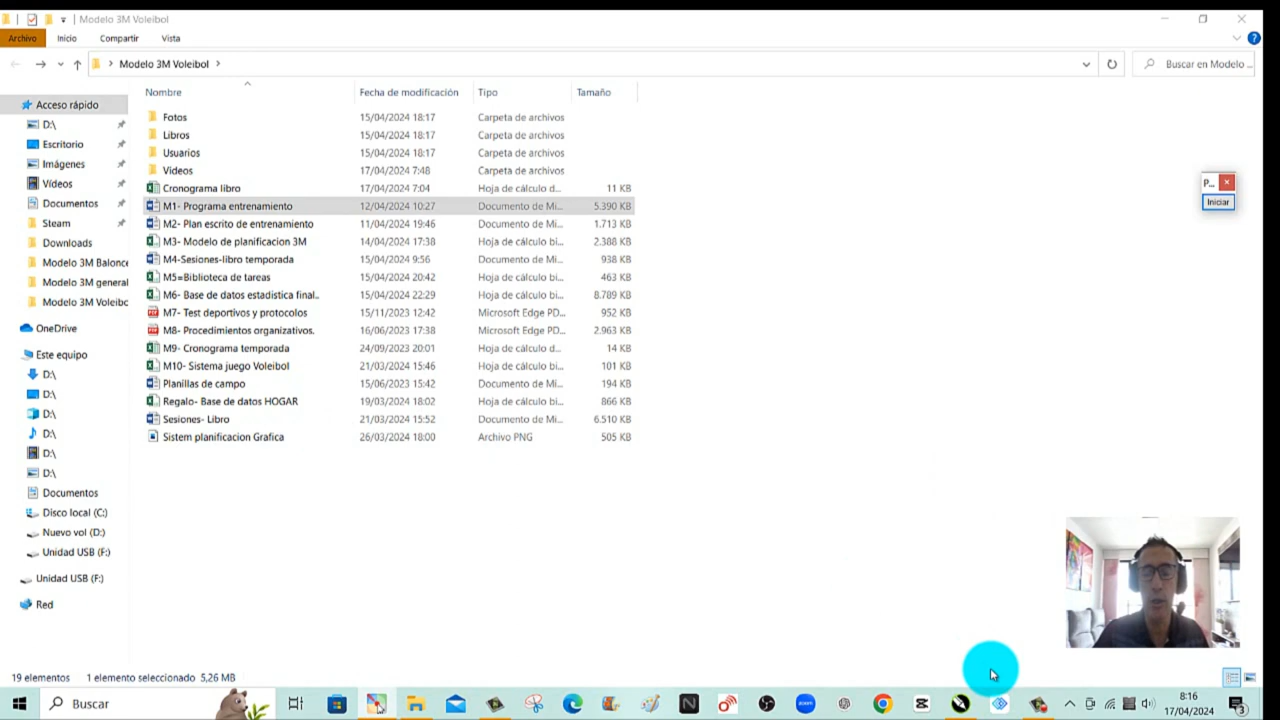 Modelo 3M Voleibol
Archivo Inicio Compartir Vista
Modelo 3M Voleibol
Buscar en Modelo ...
Nombre Fecha de modificación Tipo Tamaño
Acceso rápido
D:\
Escritorio
Imágenes
Vídeos
Documentos
Steam
Downloads
Modelo 3M Balonce
Modelo 3M general
Modelo 3M Voleibc
OneDrive
Este equipo
D:\
D:\
D:\
D:\
D:\
D:\
Documentos
Disco local (C:)
Nuevo vol (D:)
Unidad USB (F:)
Unidad USB (F:)
Red
Fotos 15/04/2024 18:17 Carpeta de archivos
Libros 15/04/2024 18:17 Carpeta de archivos
Usuarios 15/04/2024 18:17 Carpeta de archivos
Videos 17/04/2024 7:48 Carpeta de archivos
Cronograma libro 17/04/2024 7:04 Hoja de cálculo d... 11 KB
M1- Programa entrenamiento 12/04/2024 10:27 Documento de Mi... 5.390 KB
M2- Plan escrito de entrenamiento 11/04/2024 19:46 Documento de Mi... 1.713 KB
M3- Modelo de planificacion 3M 14/04/2024 17:38 Hoja de cálculo bi... 2.388 KB
M4-Sesiones-libro temporada 15/04/2024 9:56 Documento de Mi... 938 KB
M5=Biblioteca de tareas 15/04/2024 20:42 Hoja de cálculo bi... 463 KB
M6- Base de datos estadistica final.. 15/04/2024 22:29 Hoja de cálculo bi... 8.789 KB
M7- Test deportivos y protocolos 15/11/2023 12:42 Microsoft Edge PD... 952 KB
M8- Procedimientos organizativos. 16/06/2023 17:38 Microsoft Edge PD... 2.963 KB
M9- Cronograma temporada 24/09/2023 20:01 Hoja de cálculo d... 14 KB
M10- Sistema juego Voleibol 21/03/2024 15:46 Hoja de cálculo bi... 101 KB
Planillas de campo 15/06/2023 15:42 Documento de Mi... 194 KB
Regalo- Base de datos HOGAR 19/03/2024 18:02 Hoja de cálculo bi... 866 KB
Sesiones- Libro 21/03/2024 15:52 Documento de Mi... 6.510 KB
Sistem planificacion Grafica 26/03/2024 18:00 Archivo PNG 505 KB
P...
Iniciar
19 elementos 1 elemento seleccionado 5,26 MB
Buscar
zoom
8:16
17/04/2024
3